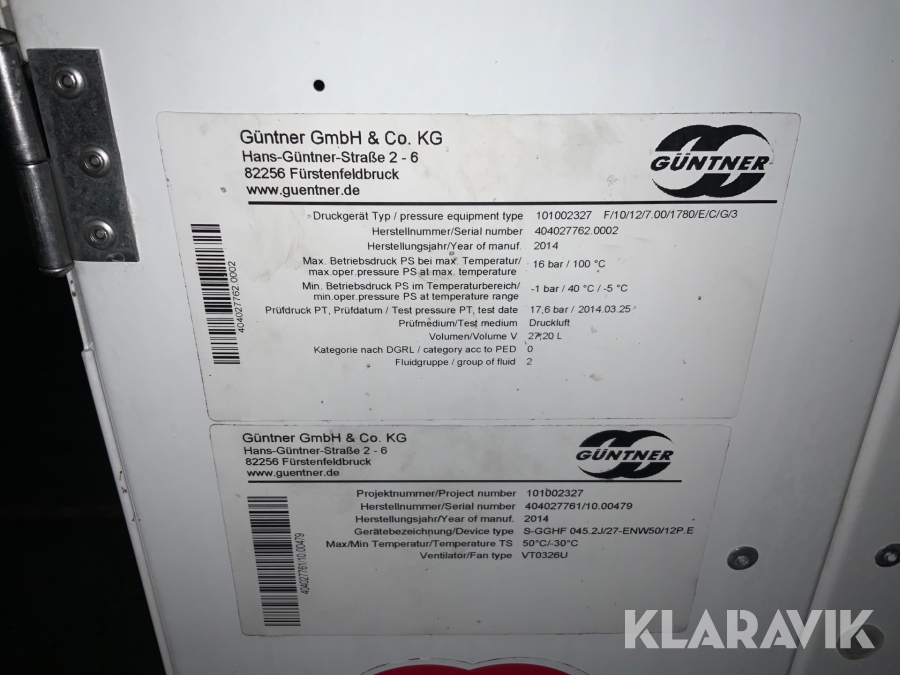 Güntner GmbH & Co. KG
Hans-Güntner-Straße 2 - 6
82256 Fürstenfeldbruck
www.guentner.de
GÜNTNER
Druckgerät Typ / pressure equipment type 101002327 F/10/12/7.00/1780/E/C/G/3
Herstellnummer/Serial number 404027762.0002
Herstellungsjahr/Year of manuf. 2014
Max. Betriebsdruck PS bei max. Temperatur/
max.oper.pressure PS at max. temperature 16 bar / 100 °C
Min. Betriebsdruck PS im Temperaturbereich/
min.oper.pressure PS at temperature range -1 bar / 40 °C / -5 °C
Prüfdruck PT, Prüfdatum / Test pressure PT, test date 17,6 bar / 2014.03.25
Prüfmedium/Test medium Druckluft
Volumen/Volume V 27,20 L
Kategorie nach DGRL / category acc to PED 0
Fluidgruppe / group of fluid 2
404027762.0002
Güntner GmbH & Co. KG
Hans-Güntner-Straße 2 - 6
82256 Fürstenfeldbruck
www.guentner.de
GÜNTNER
Projektnummer/Project number 101002327
Herstellnummer/Serial number 404027761/10.00479
Herstellungsjahr/Year of manuf. 2014
Gerätebezeichnung/Device type S-GGHF 045.2J/27-ENW50/12P.E
Max/Min Temperatur/Temperature TS 50°C/-30°C
Ventilator/Fan type VT0326U
404027761/10.00479
KLARAVIK